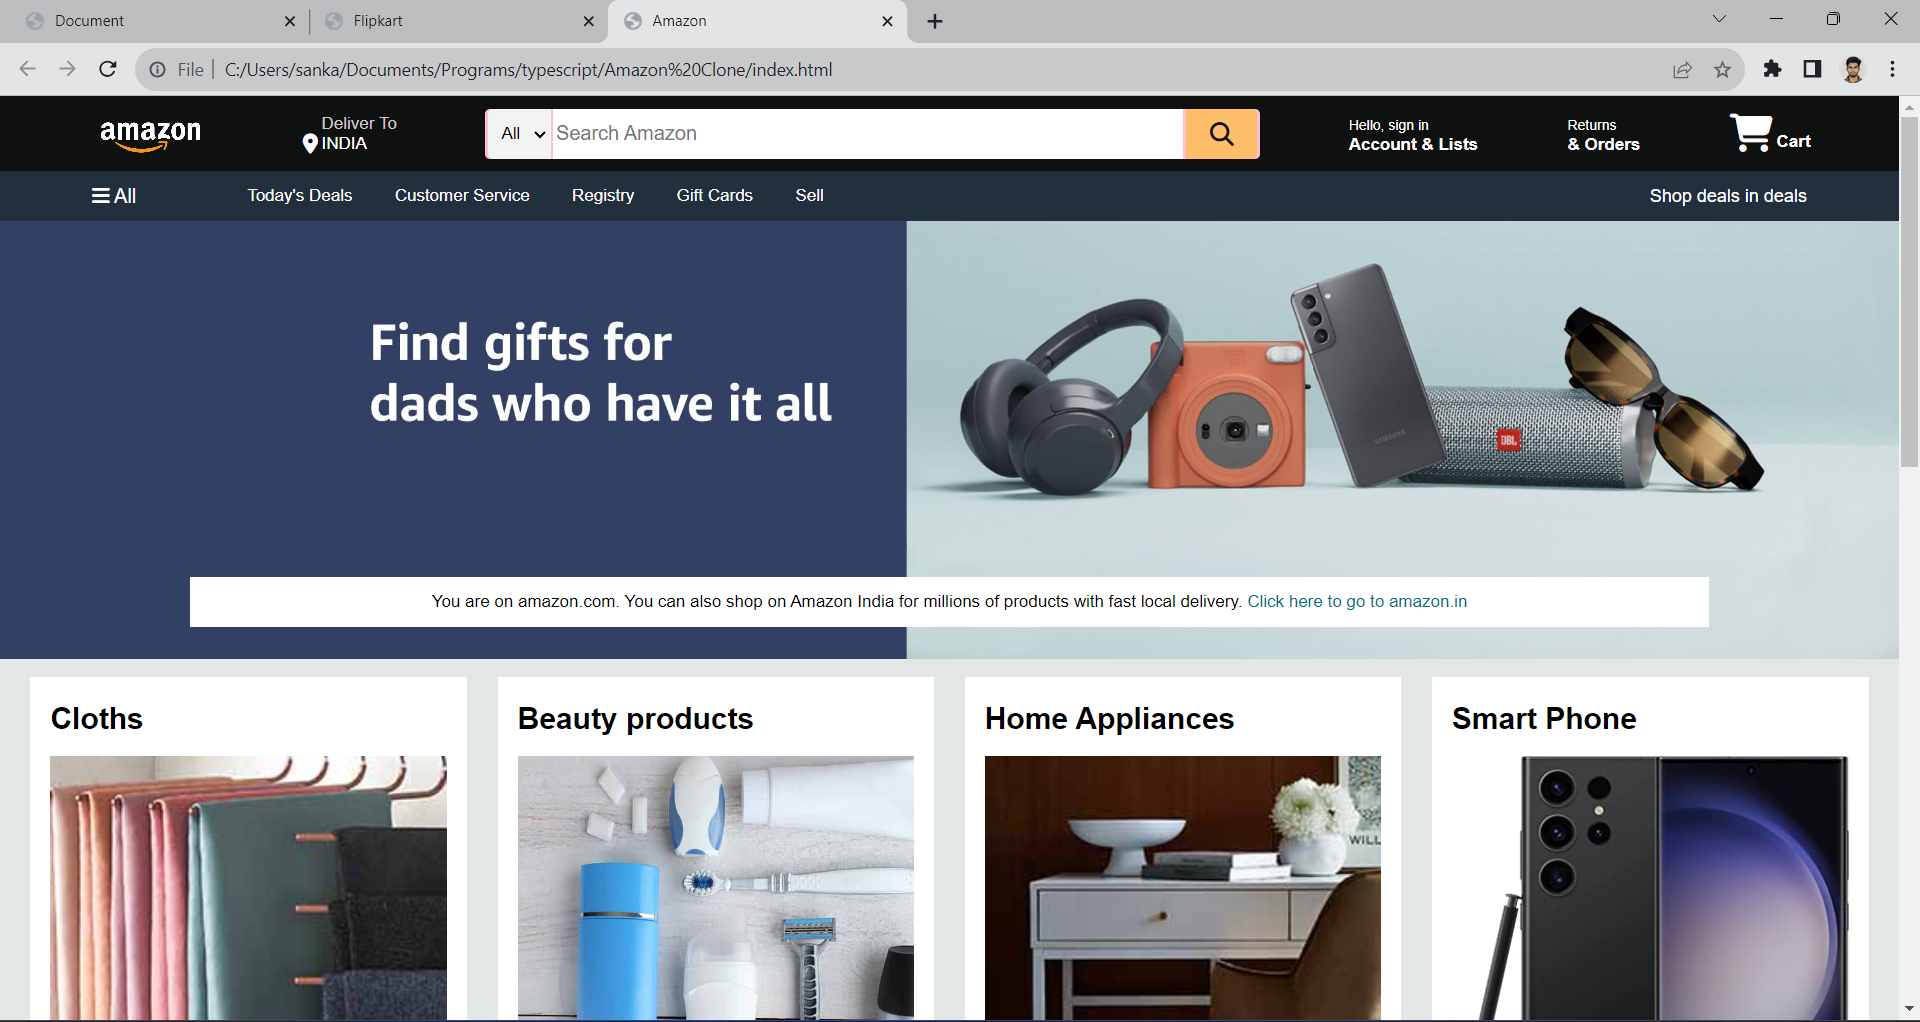 Document
Flipkart
Amazon
File
C:/Users/sanka/Documents/Programs/typescript/Amazon%20Clone/index.html
amazon
Deliver To
INDIA
All
Search Amazon
Hello, sign in
Account & Lists
Returns
& Orders
Cart
All
Today's Deals
Customer Service
Registry
Gift Cards
Sell
Shop deals in deals
Find gifts for
dads who have it all
SAMSUNG
JBL
You are on amazon.com. You can also shop on Amazon India for millions of products with fast local delivery. Click here to go to amazon.in
Cloths
Beauty products
Home Appliances
Smart Phone
WILL